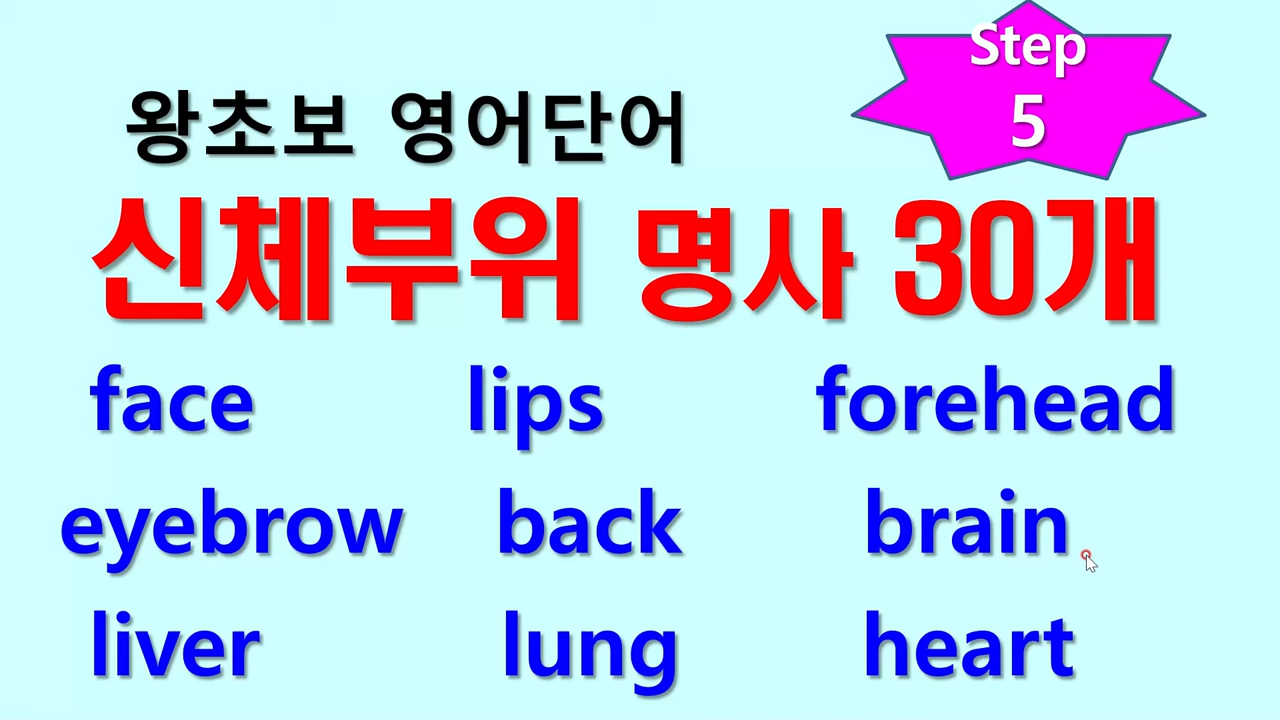 Step
5
왕초보 영어단어
신체부위 명사 30개
face lips forehead
eyebrow back brain
liver lung heart